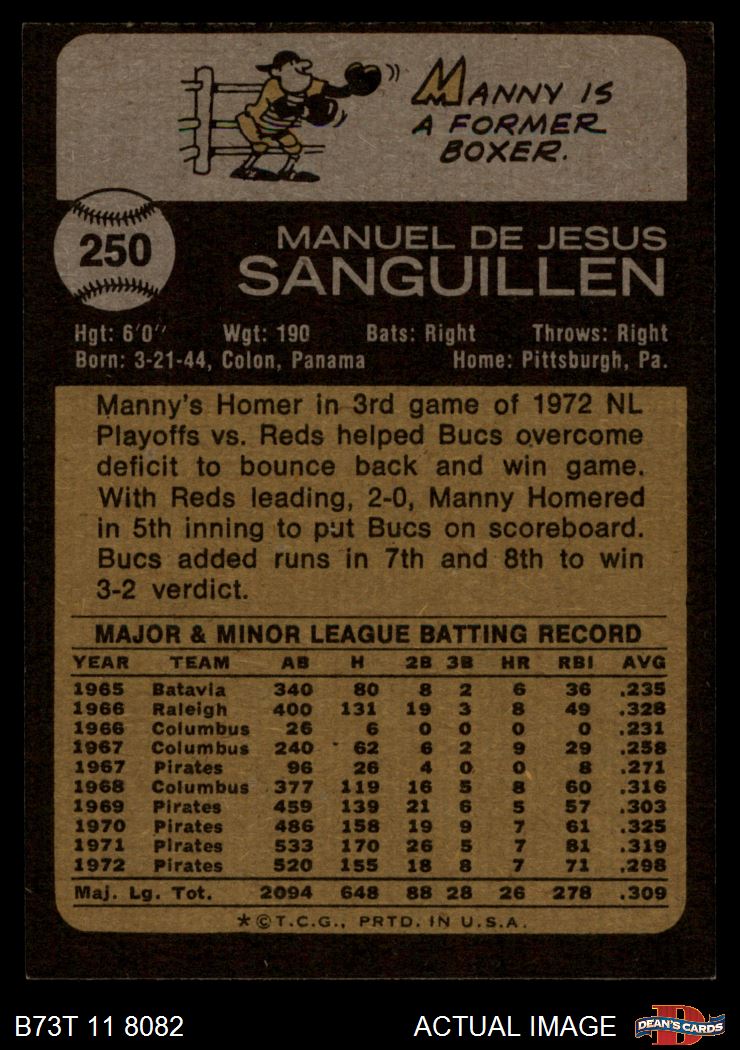 MANNY IS
A FORMER
BOXER.
250
MANUEL DE JESUS
SANGUILLEN
Hgt: 6'0" Wgt: 190 Bats: Right Throws: Right
Born: 3-21-44, Colon, Panama Home: Pittsburgh, Pa.
Manny's Homer in 3rd game of 1972 NL
Playoffs vs. Reds helped Bucs overcome
deficit to bounce back and win game.
With Reds leading, 2-0, Manny Homered
in 5th inning to put Bucs on scoreboard.
Bucs added runs in 7th and 8th to win
3-2 verdict.
MAJOR & MINOR LEAGUE BATTING RECORD
YEAR TEAM AB H 2B 3B HR RBI AVG
1965 Batavia 340 80 8 2 6 36 .235
1966 Raleigh 400 131 19 3 8 49 .328
1966 Columbus 26 6 0 0 0 0 .231
1967 Columbus 240 62 6 2 9 29 .258
1967 Pirates 96 26 4 0 0 8 .271
1968 Columbus 377 119 16 5 8 60 .316
1969 Pirates 459 139 21 6 5 57 .303
1970 Pirates 486 158 19 9 7 61 .325
1971 Pirates 533 170 26 5 7 81 .319
1972 Pirates 520 155 18 8 7 71 .298
Maj. Lg. Tot. 2094 648 88 28 26 278 .309
*©T.C.G., PRTD. IN U.S.A.
B73T 11 8082 ACTUAL IMAGE D DEAN'S CARDS